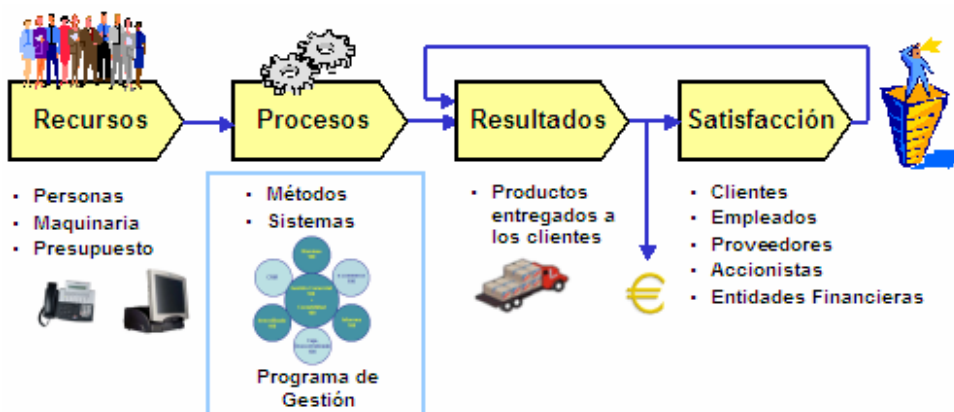 Recursos
Procesos
Resultados
Satisfacción
• Personas
• Maquinaria
• Presupuesto
• Métodos
• Sistemas
Programa de
Gestión
• Productos
entregados a
los clientes
€
• Clientes
• Empleados
• Proveedores
• Accionistas
• Entidades Financieras